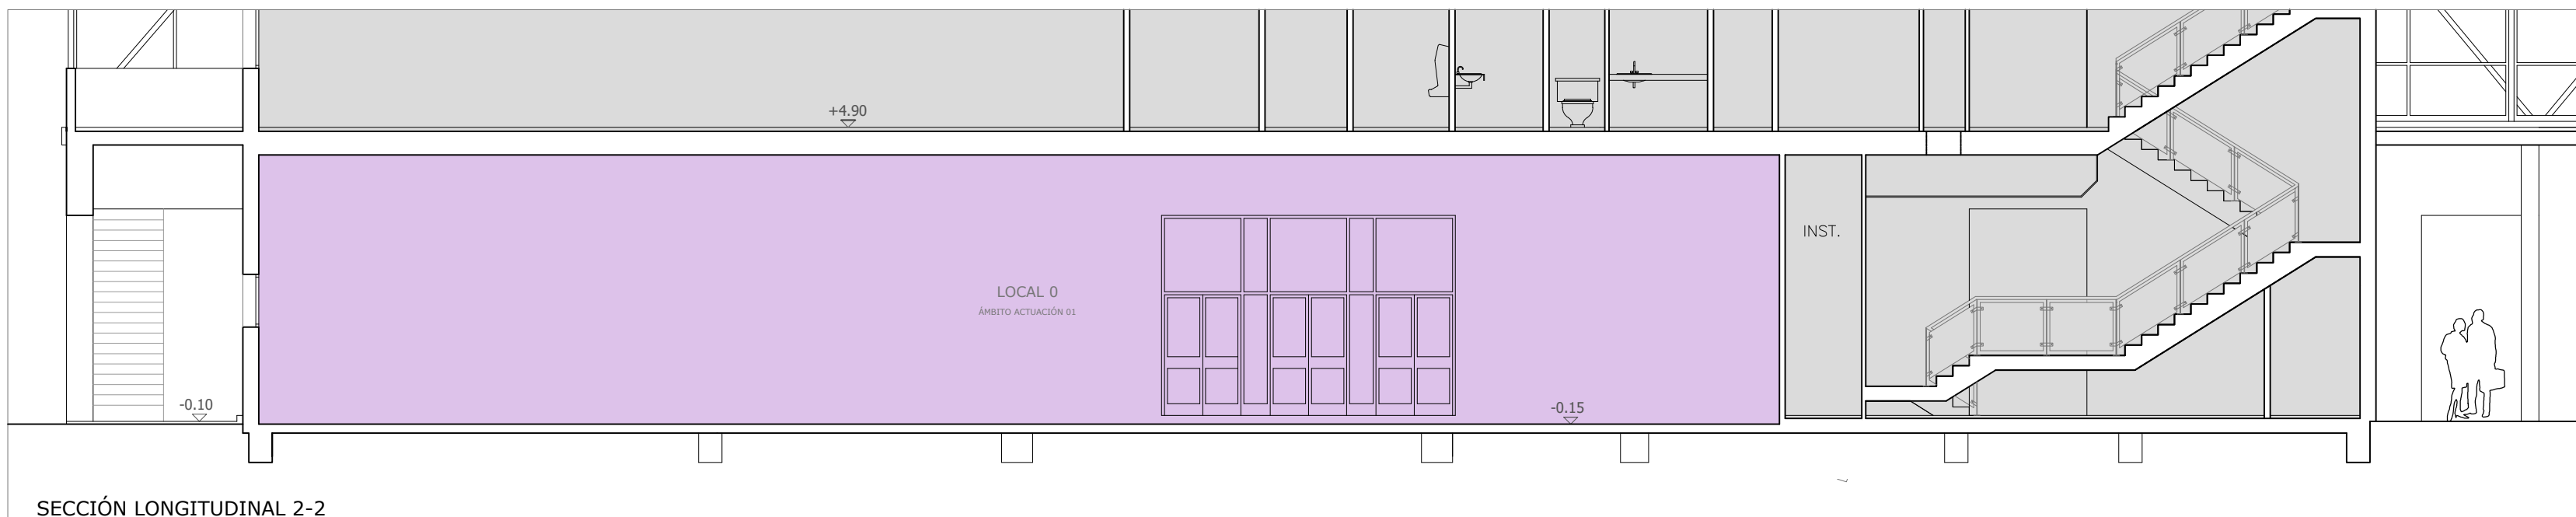 +4.90
INST.
LOCAL 0
ÁMBITO ACTUACIÓN 01
-0.10
-0.15
SECCIÓN LONGITUDINAL 2-2